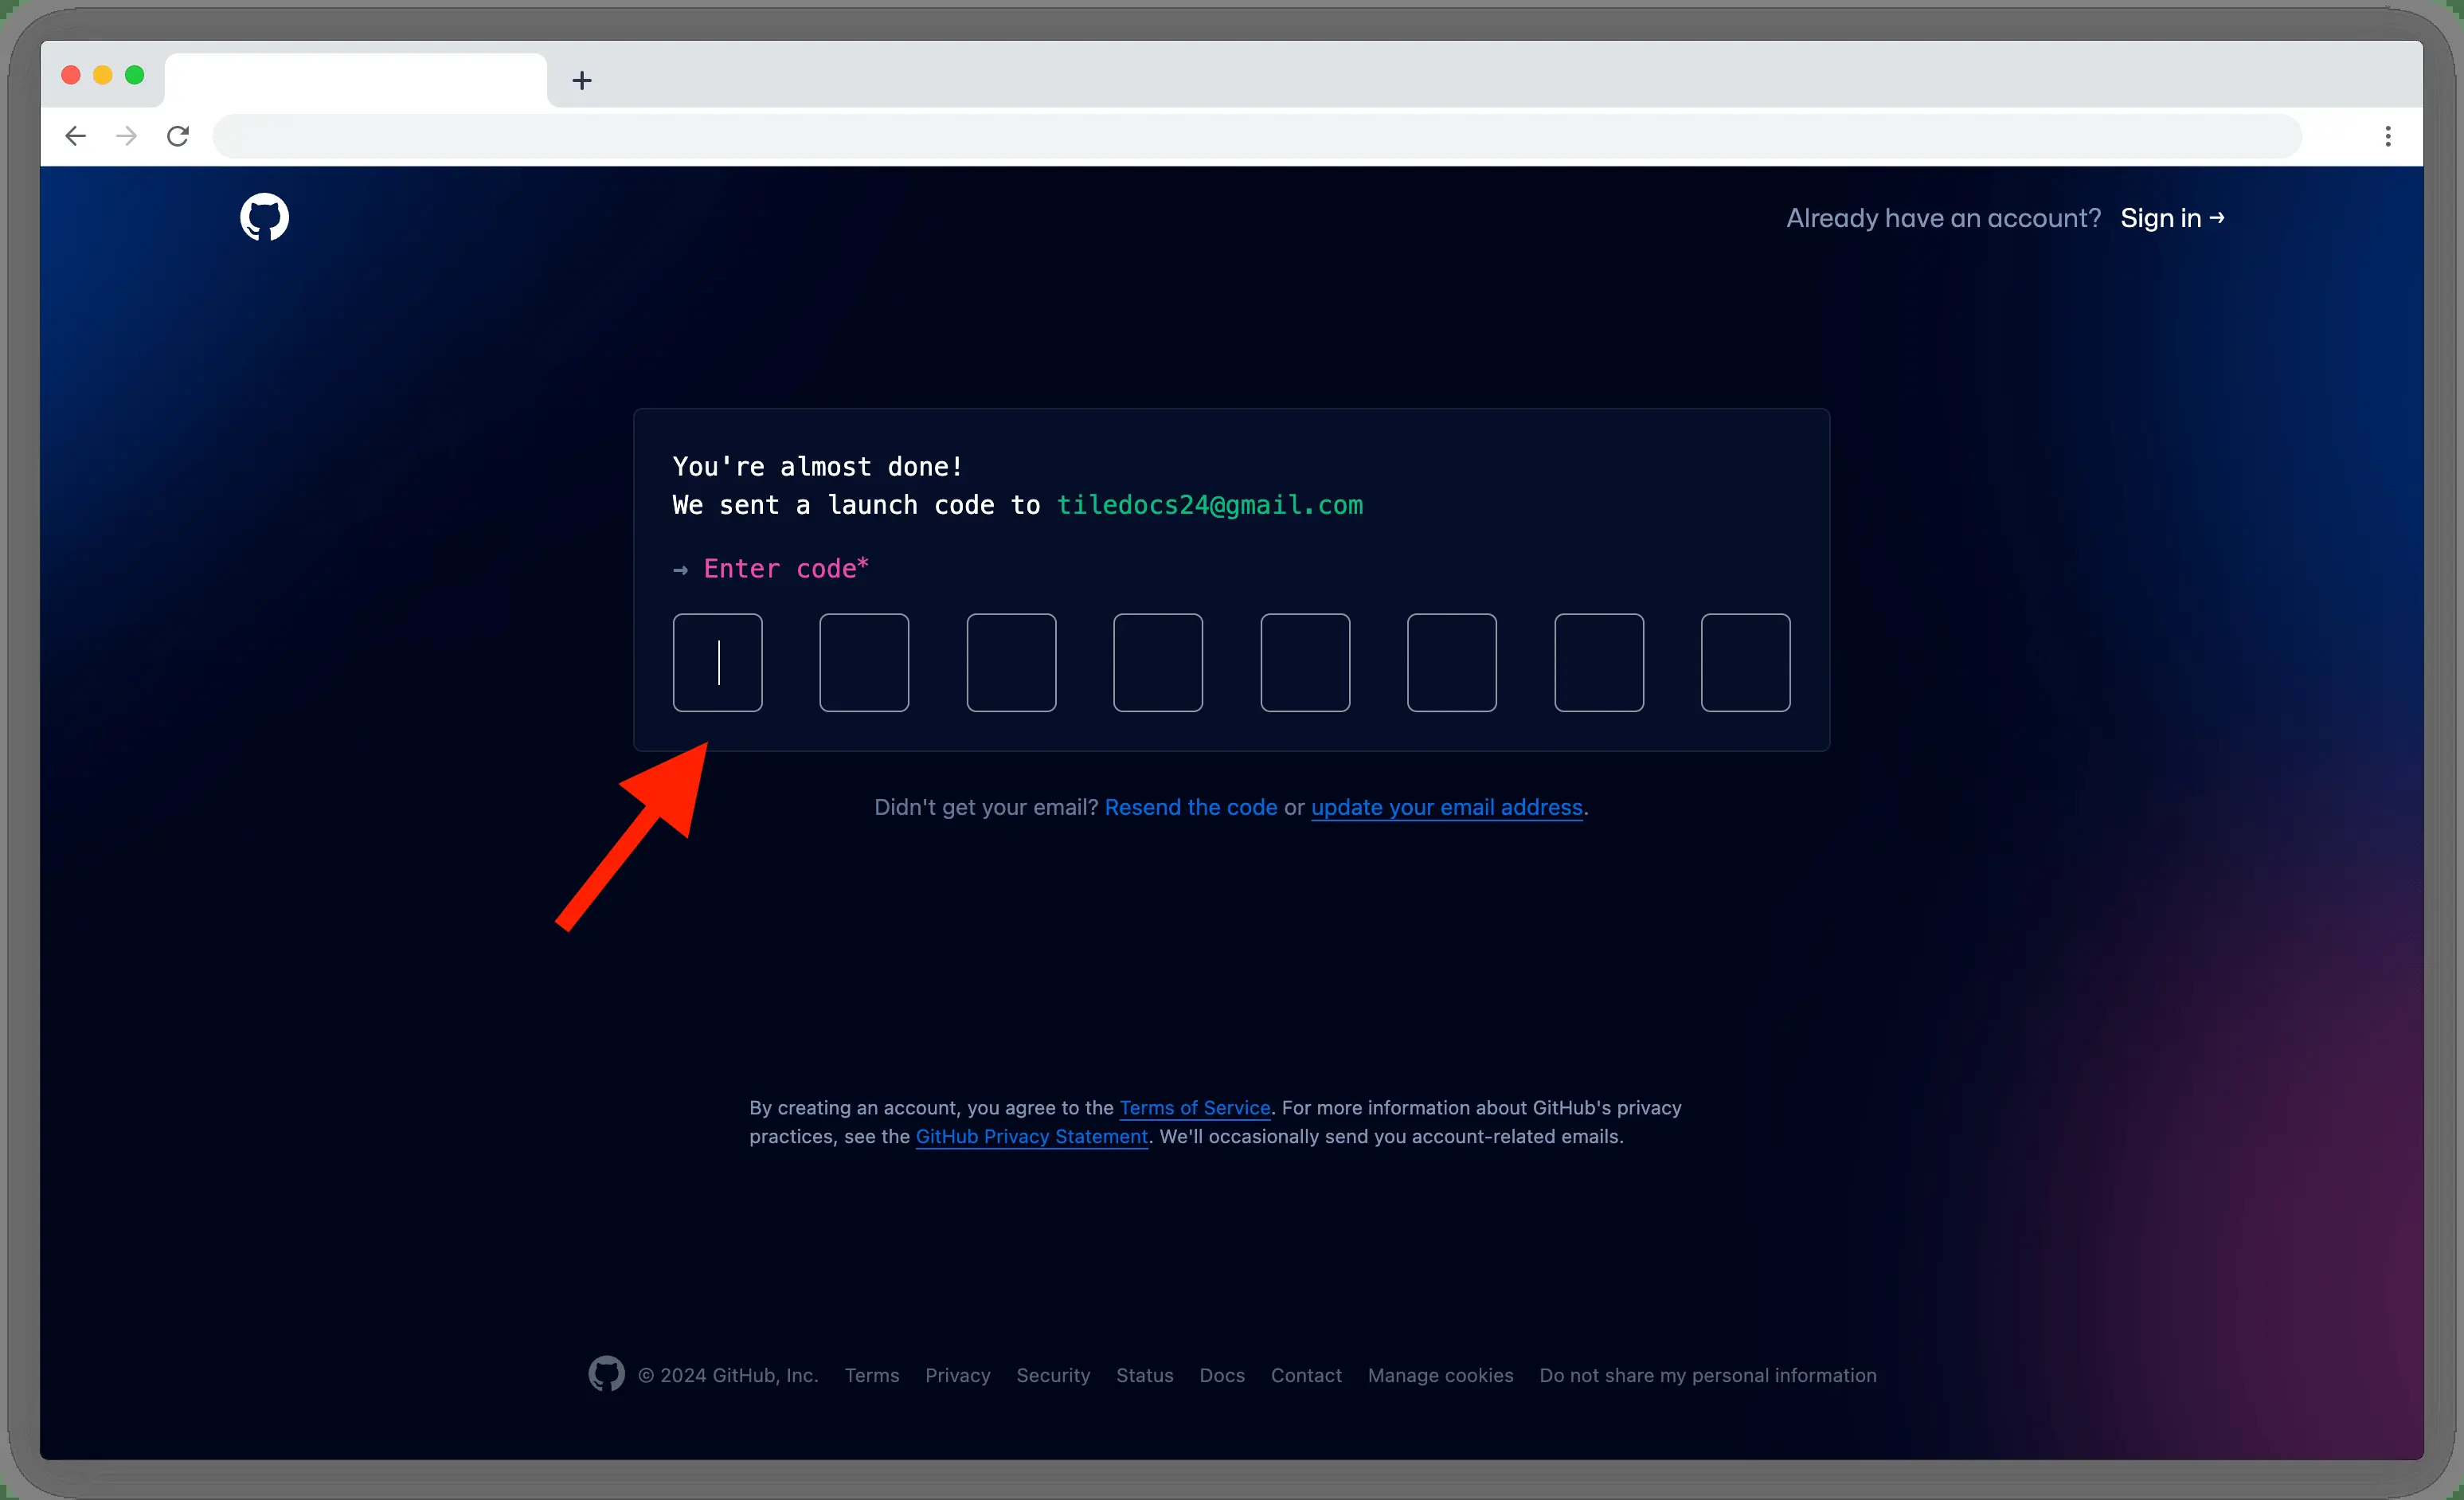 Already have an account? Sign in →
You're almost done!
We sent a launch code to tiledocs24@gmail.com
→ Enter code*
Didn't get your email? Resend the code or update your email address.
By creating an account, you agree to the Terms of Service. For more information about GitHub's privacy
practices, see the GitHub Privacy Statement. We'll occasionally send you account-related emails.
© 2024 GitHub, Inc. Terms Privacy Security Status Docs Contact Manage cookies Do not share my personal information